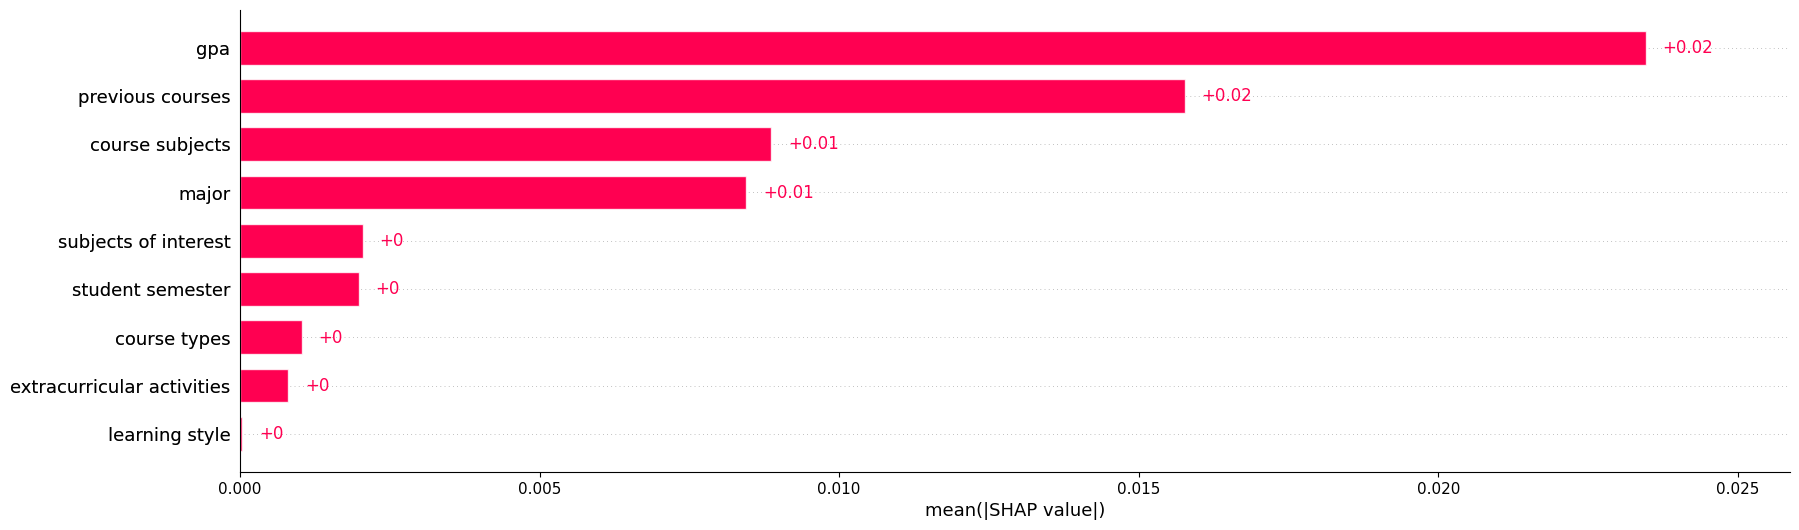 gpa +0.02
previous courses +0.02
course subjects +0.01
major +0.01
subjects of interest +0
student semester +0
course types +0
extracurricular activities +0
learning style +0
0.000 0.005 0.010 0.015 0.020 0.025
mean(|SHAP value|)